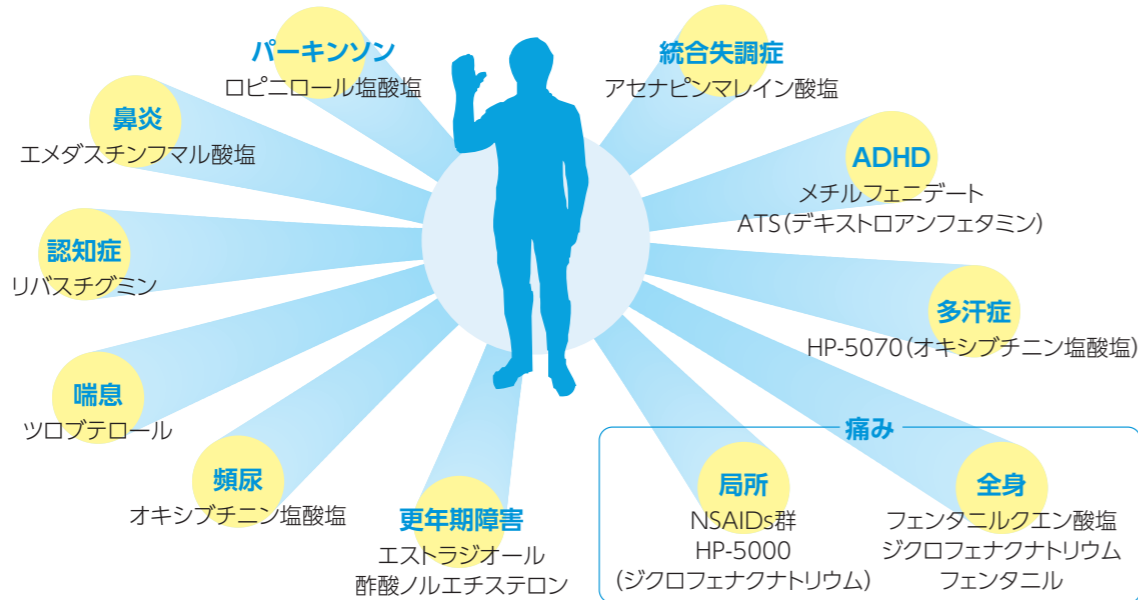 パーキンソン
ロピニロール塩酸塩
統合失調症
アセナピンマレイン酸塩
鼻炎
エメダスチンフマル酸塩
ADHD
メチルフェニデート
ATS(デキストロアンフェタミン)
認知症
リバスチグミン
多汗症
HP-5070(オキシブチニン塩酸塩)
喘息
ツロブテロール
頻尿
オキシブチニン塩酸塩
更年期障害
エストラジオール
酢酸ノルエチステロン
痛み
局所
NSAIDs群
HP-5000
(ジクロフェナクナトリウム)
全身
フェンタニルクエン酸塩
ジクロフェナクナトリウム
フェンタニル